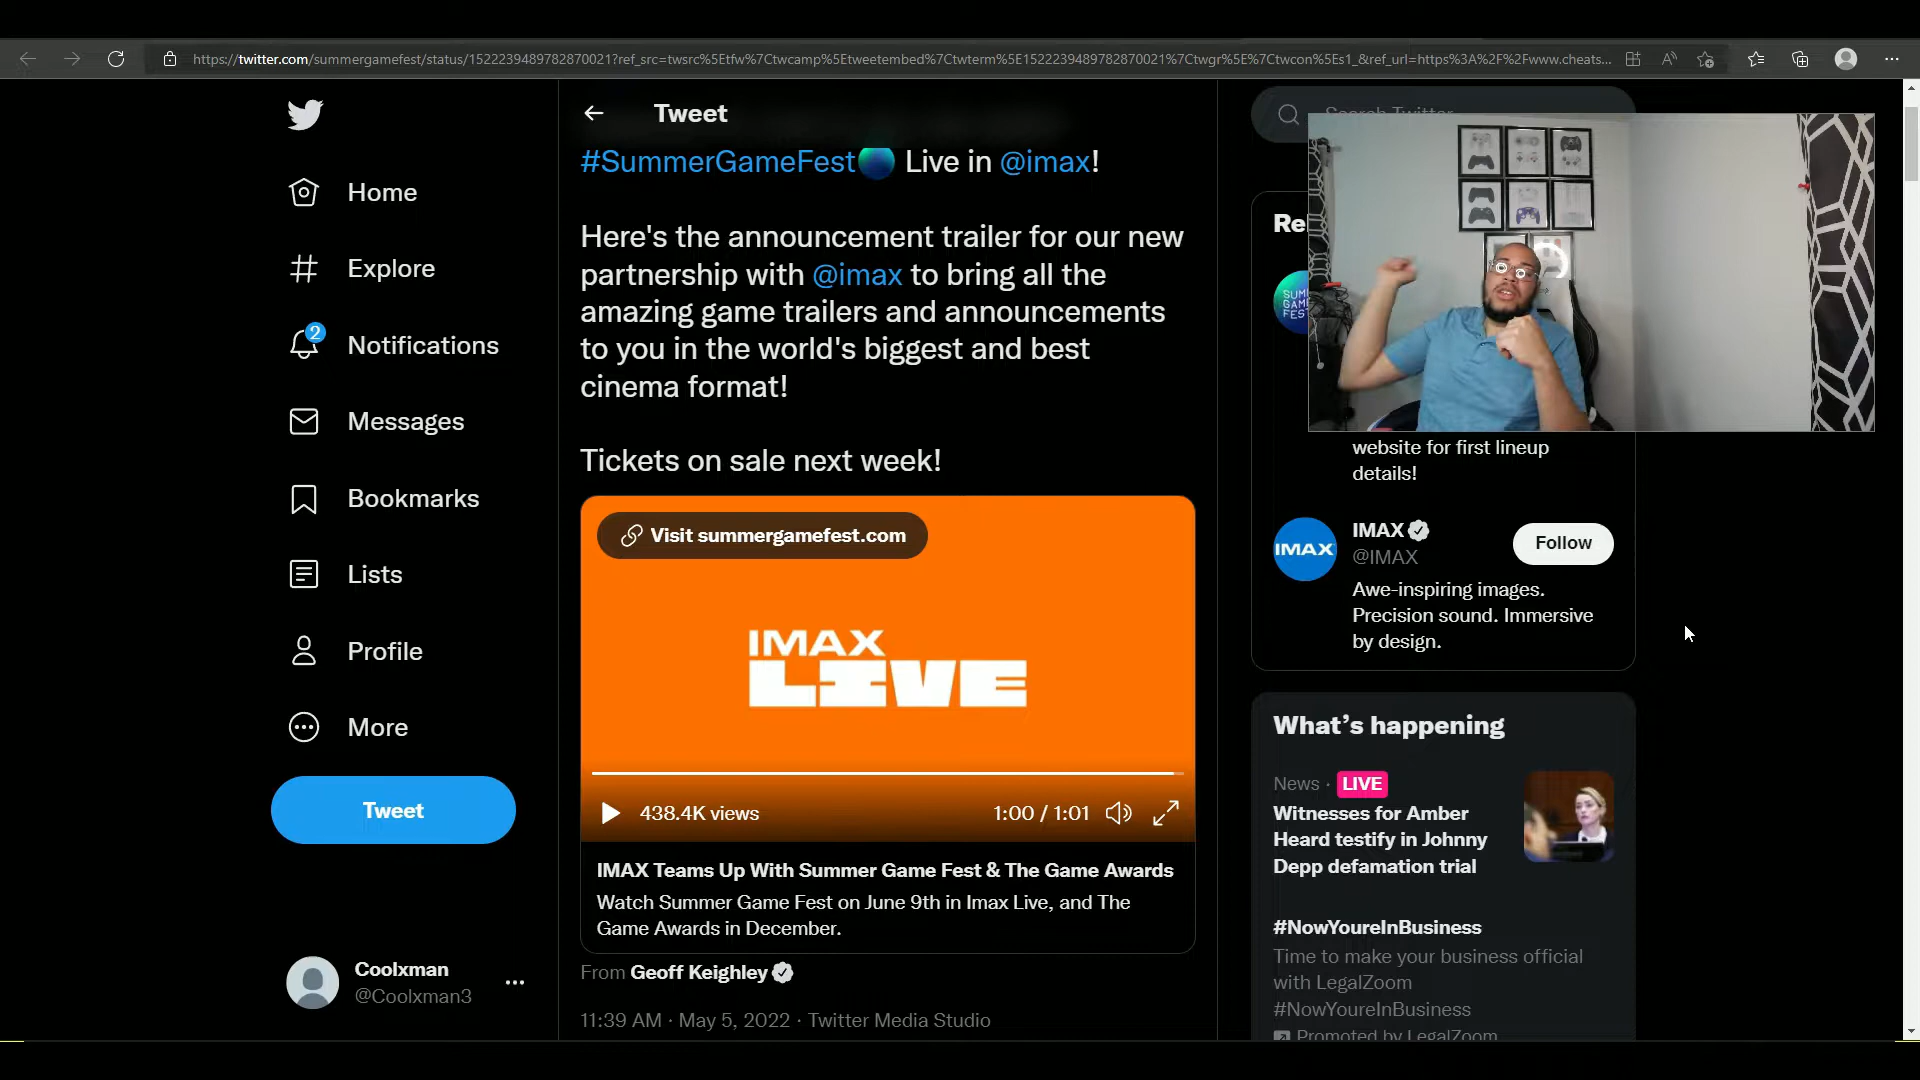 https://twitter.com/summergamefest/status/1522239489782870021?ref_src=twsrc%5Etfw%7Ctwcamp%5Etweetembed%7Ctwterm%5E1522239489782870021%7Ctwgr%5E%7Ctwcon%5Es1_&ref_url=https%3A%2F%2Fwww.cheats...
Home
Explore
2
Notifications
Messages
Bookmarks
Lists
Profile
More
Tweet
Coolxman
@Coolxman3
Tweet
#SummerGameFest Live in @imax!
Here's the announcement trailer for our new
partnership with @imax to bring all the
amazing game trailers and announcements
to you in the world's biggest and best
cinema format!
Tickets on sale next week!
Visit summergamefest.com
IMAX
LIVE
438.4K views
1:00 / 1:01
IMAX Teams Up With Summer Game Fest & The Game Awards
Watch Summer Game Fest on June 9th in Imax Live, and The
Game Awards in December.
From Geoff Keighley
11:39 AM · May 5, 2022 · Twitter Media Studio
Search Twitter
Re
SUM
GAM
FEST
website for first lineup
details!
IMAX
IMAX
@IMAX
Follow
Awe-inspiring images.
Precision sound. Immersive
by design.
What's happening
News · LIVE
Witnesses for Amber
Heard testify in Johnny
Depp defamation trial
#NowYoureInBusiness
Time to make your business official
with LegalZoom
#NowYoureInBusiness
Promoted by LegalZoom